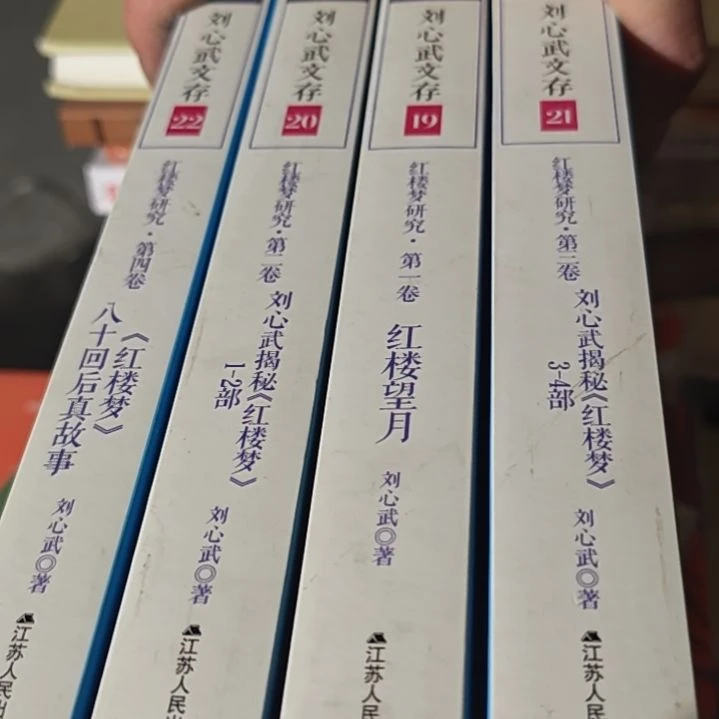 刘心武文存
22
红楼梦研究·第四卷
《红楼梦》
八十回后真故事
刘心武◎著
江苏人民出
刘心武文存
20
红楼梦研究·第二卷
刘心武揭秘《红楼梦》
1-2部
刘心武◎著
江苏人民
刘心武文存
19
红楼梦研究·第一卷
红楼望月
刘心武◎著
江苏人民
刘心武文存
21
红楼梦研究·第三卷
刘心武揭秘《红楼梦》
3-4部
刘心武◎著
江苏人民